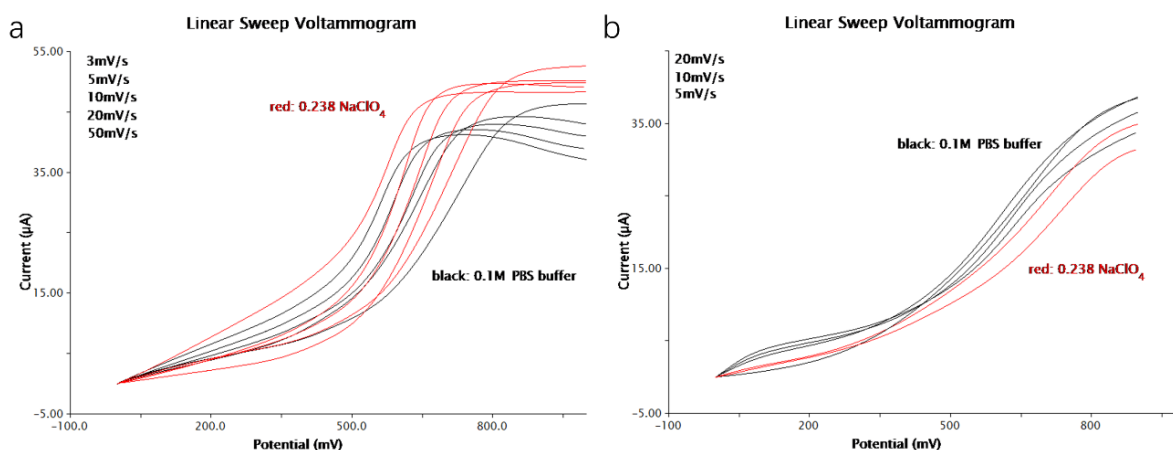 a
Linear Sweep Voltammogram
55.00
3mV/s
5mV/s
10mV/s
20mV/s
50mV/s
red: 0.238 NaClO4
35.00
Current (μA)
black: 0.1M PBS buffer
15.00
-5.00
-100.0
200.0
500.0
800.0
Potential (mV)
b
Linear Sweep Voltammogram
20mV/s
10mV/s
5mV/s
35.00
black: 0.1M PBS buffer
Current (μA)
15.00
red: 0.238 NaClO4
-5.00
-100.0
200.0
500
800
Potential (mV)